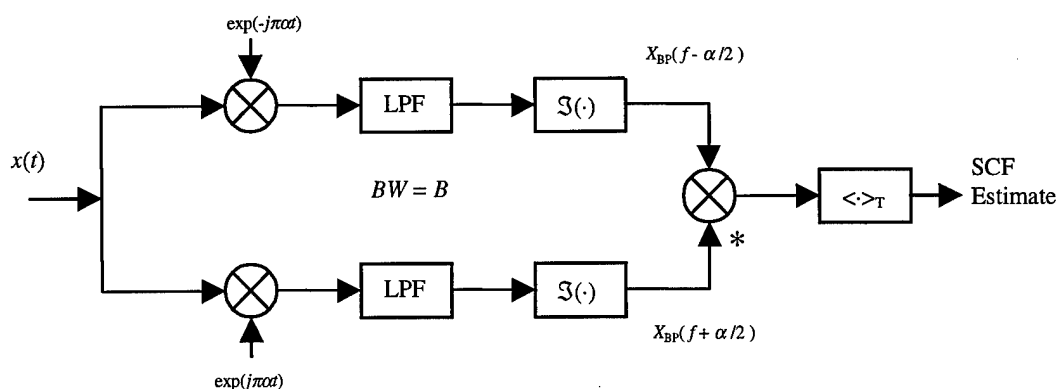 exp(-jπαt)
X_BP(f- α/2)
LPF
ℑ(·)
x(t)
BW = B
<·>_T
SCF
Estimate
*
LPF
ℑ(·)
X_BP(f+ α/2)
exp(jπαt)